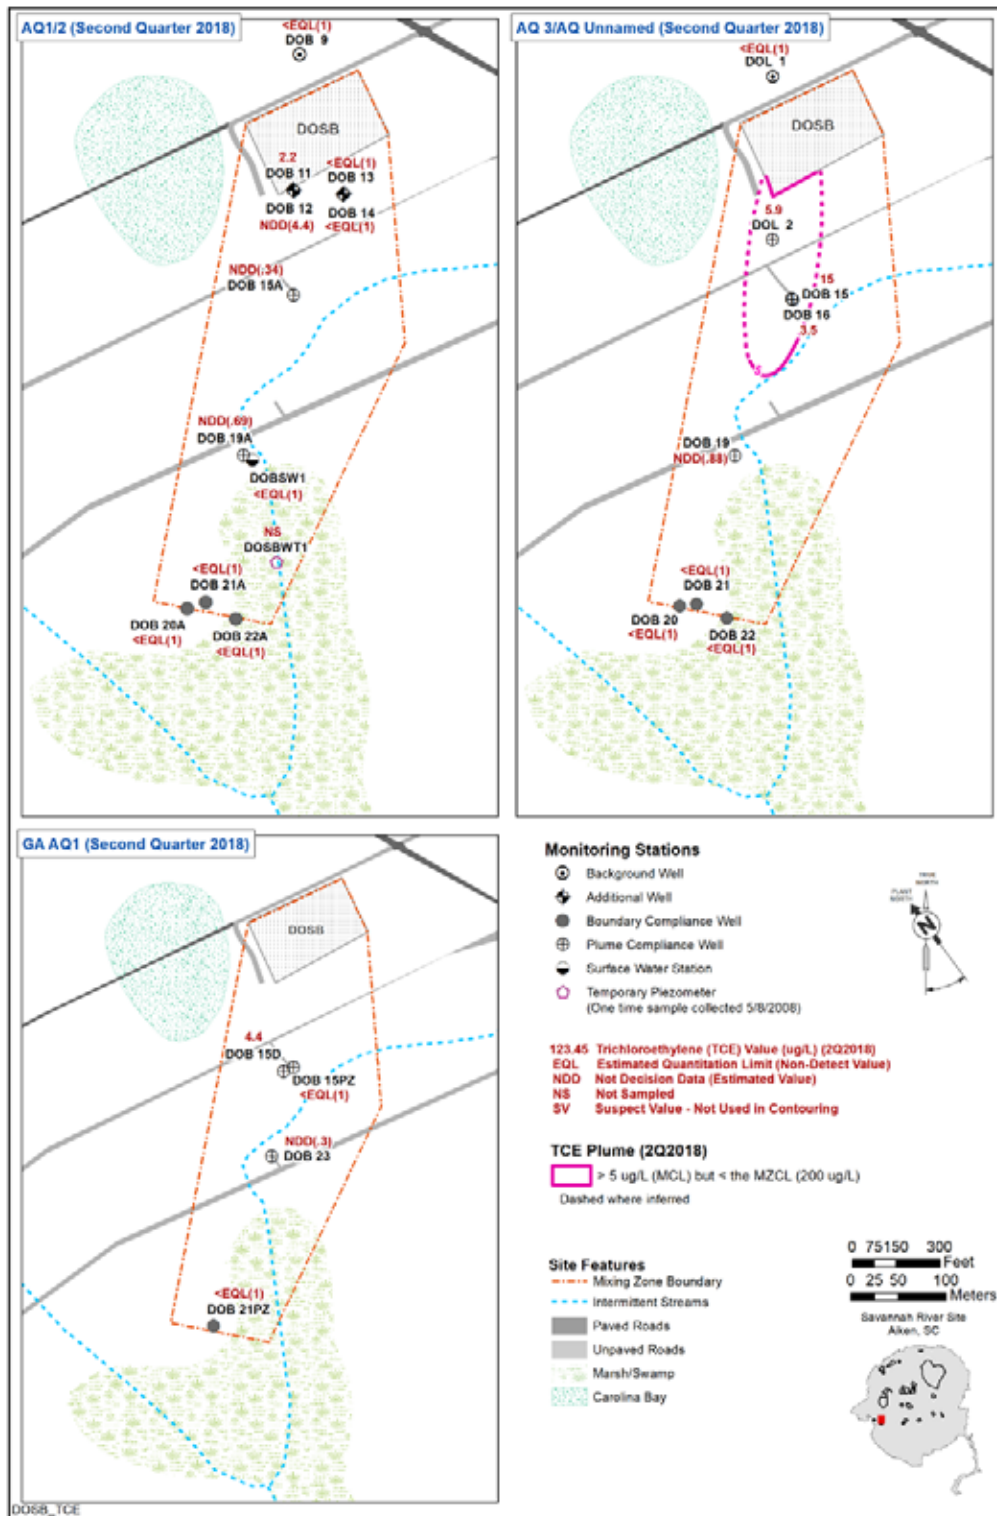 AQ1/2 (Second Quarter 2018)
<EQL(1)
DOB 9
DOSB
2.2
DOB 11
<EQL(1)
DOB 13
DOB 12
NDD(4.4)
DOB 14
<EQL(1)
NDD(.34)
DOB 15A
NDD(.69)
DOB 19A
DOBSW1
<EQL(1)
NS
DOSBWT1
<EQL(1)
DOB 21A
DOB 20A
<EQL(1)
DOB 22A
<EQL(1)
AQ 3/AQ Unnamed (Second Quarter 2018)
<EQL(1)
DOL 1
DOSB
5.9
DOL 2
15
DOB 15
DOB 16
3.5
5
DOB 19
NDD(.88)
<EQL(1)
DOB 21
DOB 20
<EQL(1)
DOB 22
<EQL(1)
GA AQ1 (Second Quarter 2018)
DOSB
4.4
DOB 15D
DOB 15PZ
<EQL(1)
NDD(.3)
DOB 23
<EQL(1)
DOB 21PZ
Monitoring Stations
Background Well
Additional Well
Boundary Compliance Well
Plume Compliance Well
Surface Water Station
Temporary Piezometer
(One time sample collected 5/8/2008)
TRUE
NORTH
PLANT
NORTH
N
123.45 Trichloroethylene (TCE) Value (ug/L) (2Q2018)
EQL Estimated Quantitation Limit (Non-Detect Value)
NDD Not Decision Data (Estimated Value)
NS Not Sampled
SV Suspect Value - Not Used in Contouring
TCE Plume (2Q2018)
> 5 ug/L (MCL) but < the MZCL (200 ug/L)
Dashed where inferred
Site Features
Mixing Zone Boundary
Intermittent Streams
Paved Roads
Unpaved Roads
Marsh/Swamp
Carolina Bay
0 75150 300
Feet
0 25 50 100
Meters
Savannah River Site
Aiken, SC
DOSB_TCE